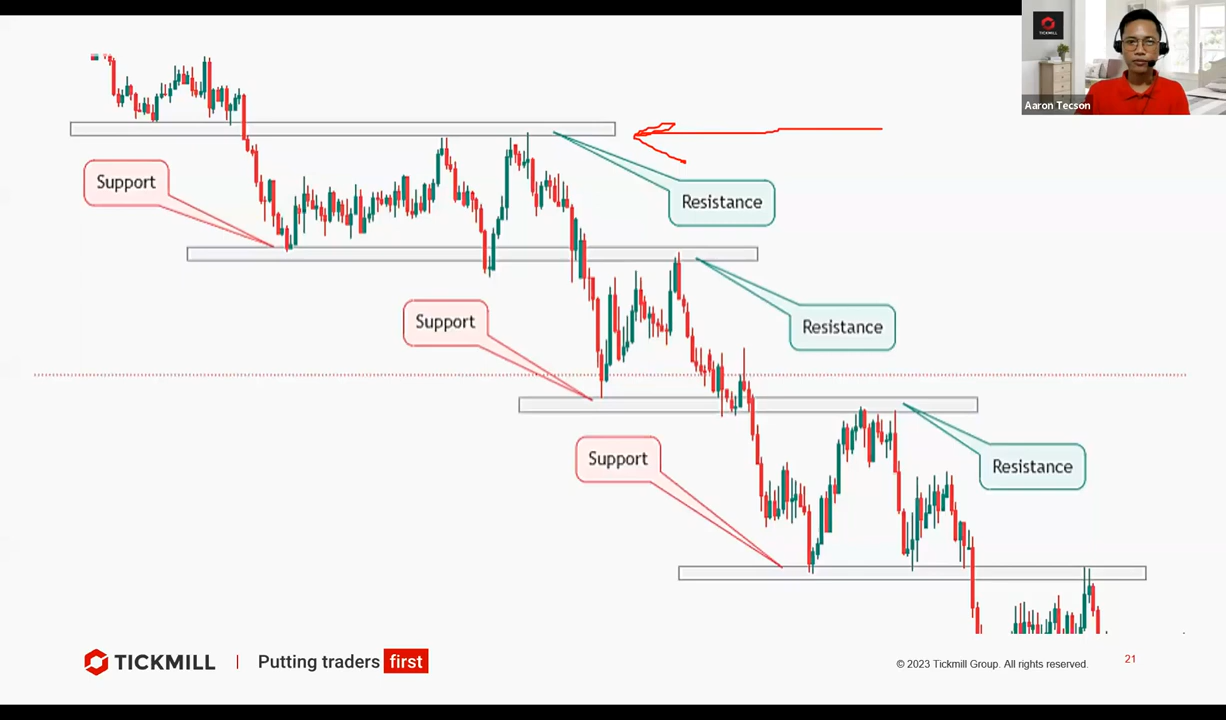 TICKMILL
Aaron Tecson
Support
Resistance
Support
Resistance
Support
Resistance
TICKMILL
Putting traders first
© 2023 Tickmill Group. All rights reserved.
21